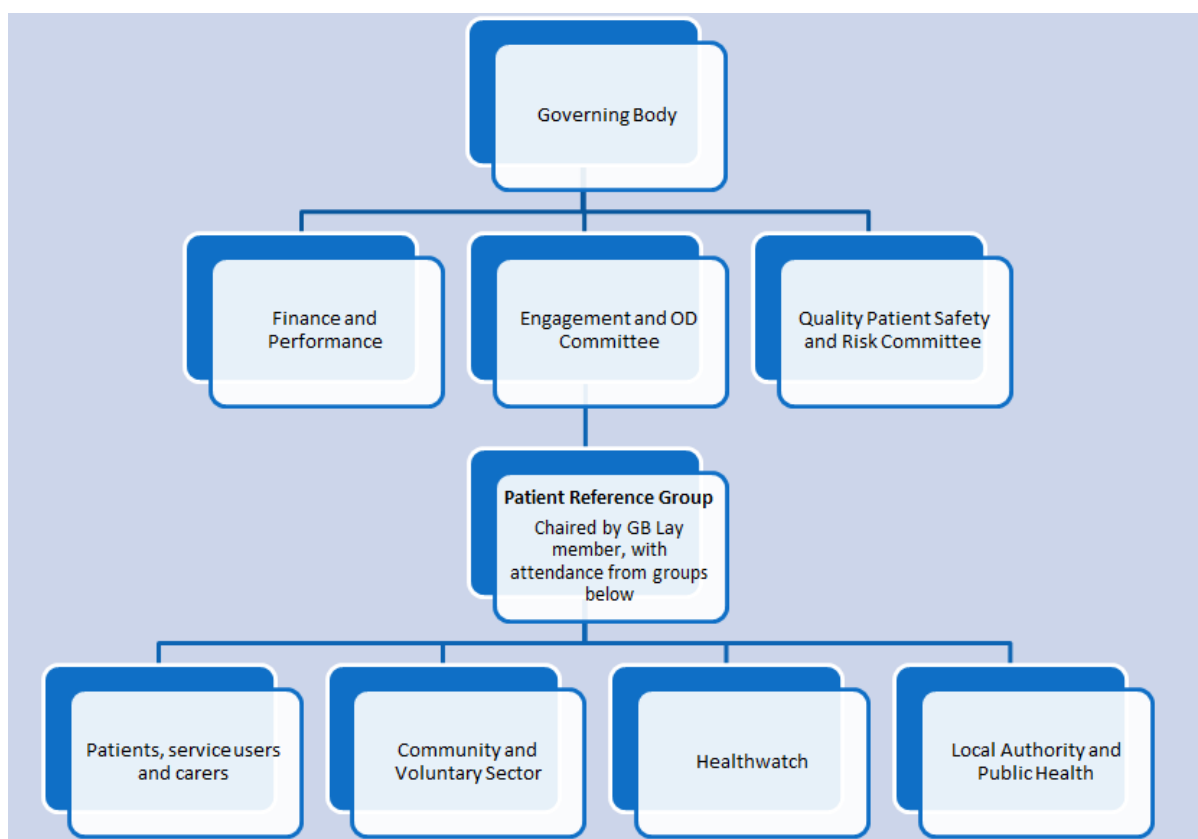 Governing Body
Finance and
Performance
Engagement and OD
Committee
Quality Patient Safety
and Risk Committee
Patient Reference Group
Chaired by GB Lay
member, with
attendance from groups
below
Patients, service users
and carers
Community and
Voluntary Sector
Healthwatch
Local Authority and
Public Health